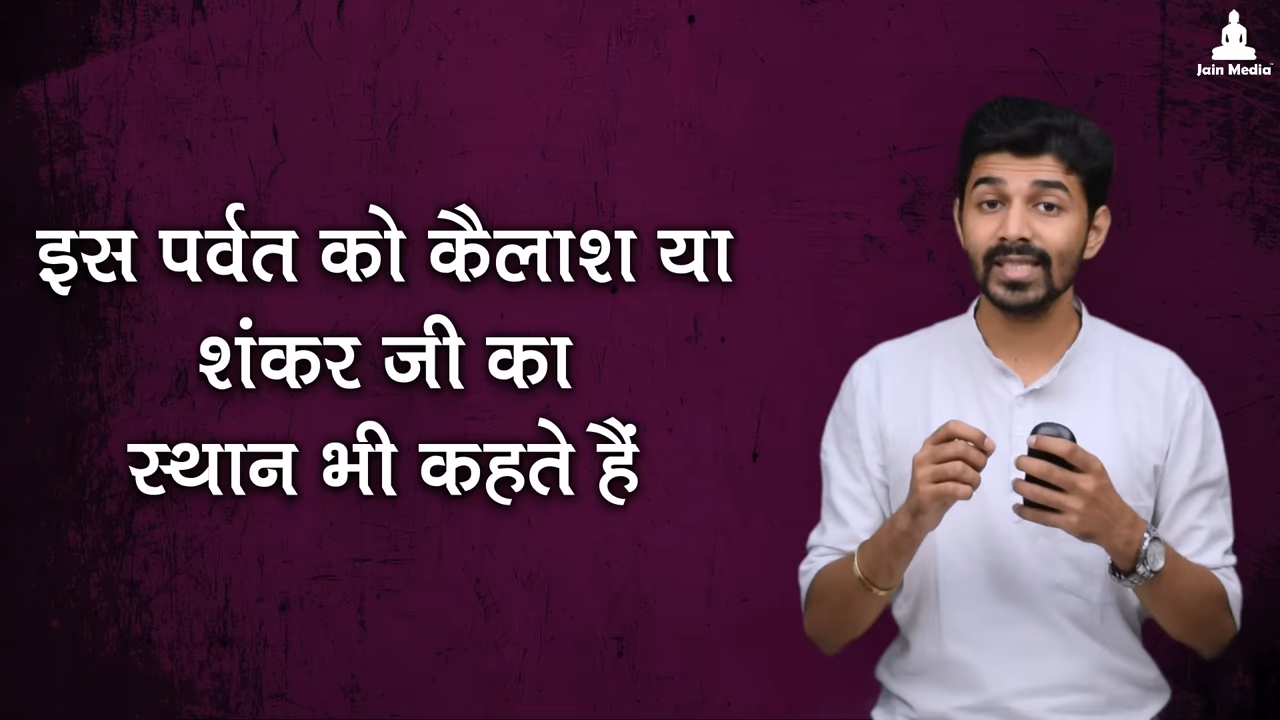 Jain Media
इस पर्वत को कैलाश या
शंकर जी का
स्थान भी कहते हैं